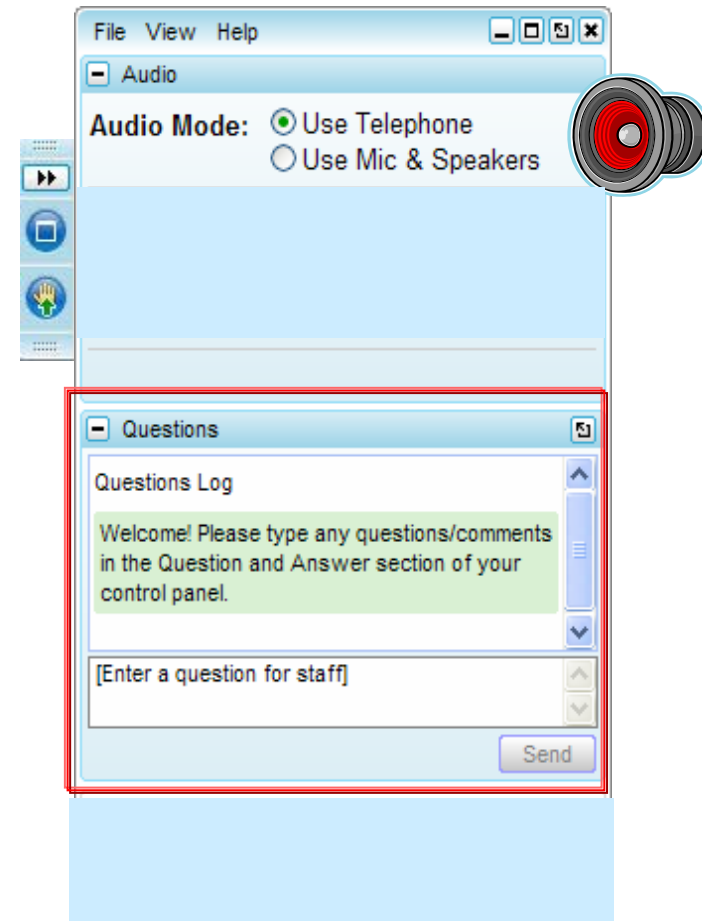 File View Help
Audio
Audio Mode: Use Telephone
Use Mic & Speakers
Questions
Questions Log
Welcome! Please type any questions/comments
in the Question and Answer section of your
control panel.
[Enter a question for staff]
Send